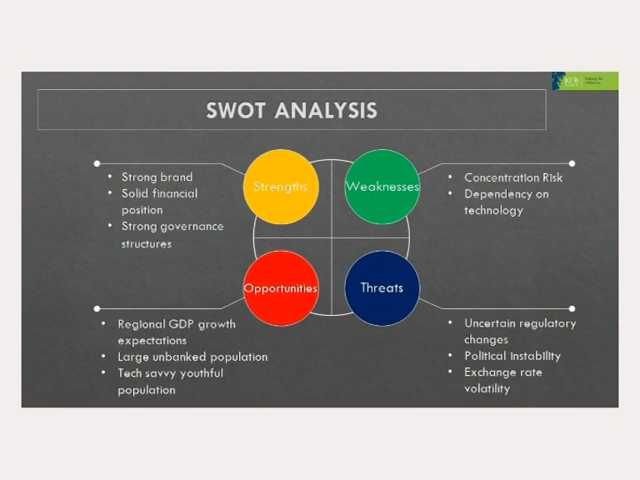 KCB
SWOT ANALYSIS
• Strong brand
• Solid financial
position
• Strong governance
structures
Strengths
Weaknesses
• Concentration Risk
• Dependency on
technology
Opportunities
Threats
• Regional GDP growth
expectations
• Large unbanked population
• Tech savvy youthful
population
• Uncertain regulatory
changes
• Political Instability
• Exchange rate
volatility